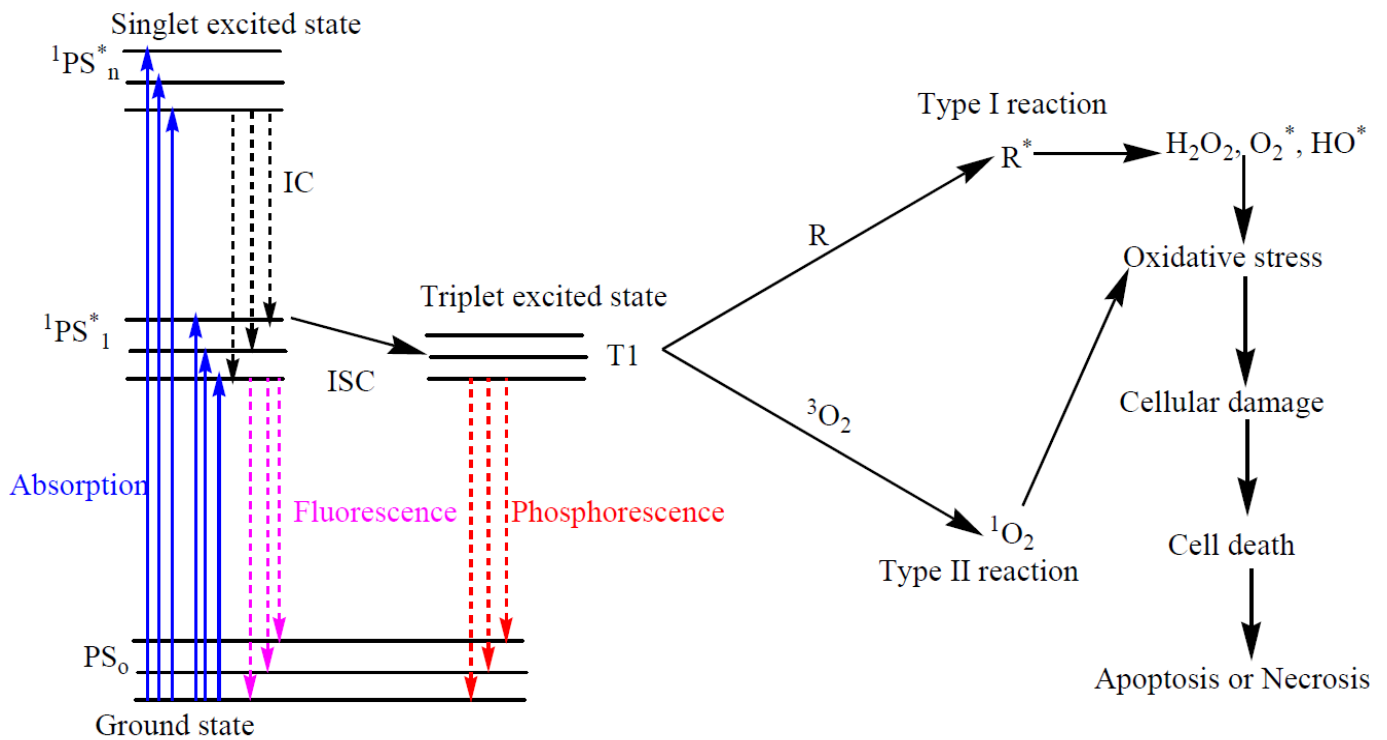 Singlet excited state
¹PS*ₙ
IC
¹PS*₁
ISC
Absorption
Fluorescence
PSₒ
Ground state
Triplet excited state
T1
Phosphorescence
R
³O₂
Type I reaction
R*
H₂O₂, O₂*, HO*
¹O₂
Type II reaction
Oxidative stress
Cellular damage
Cell death
Apoptosis or Necrosis